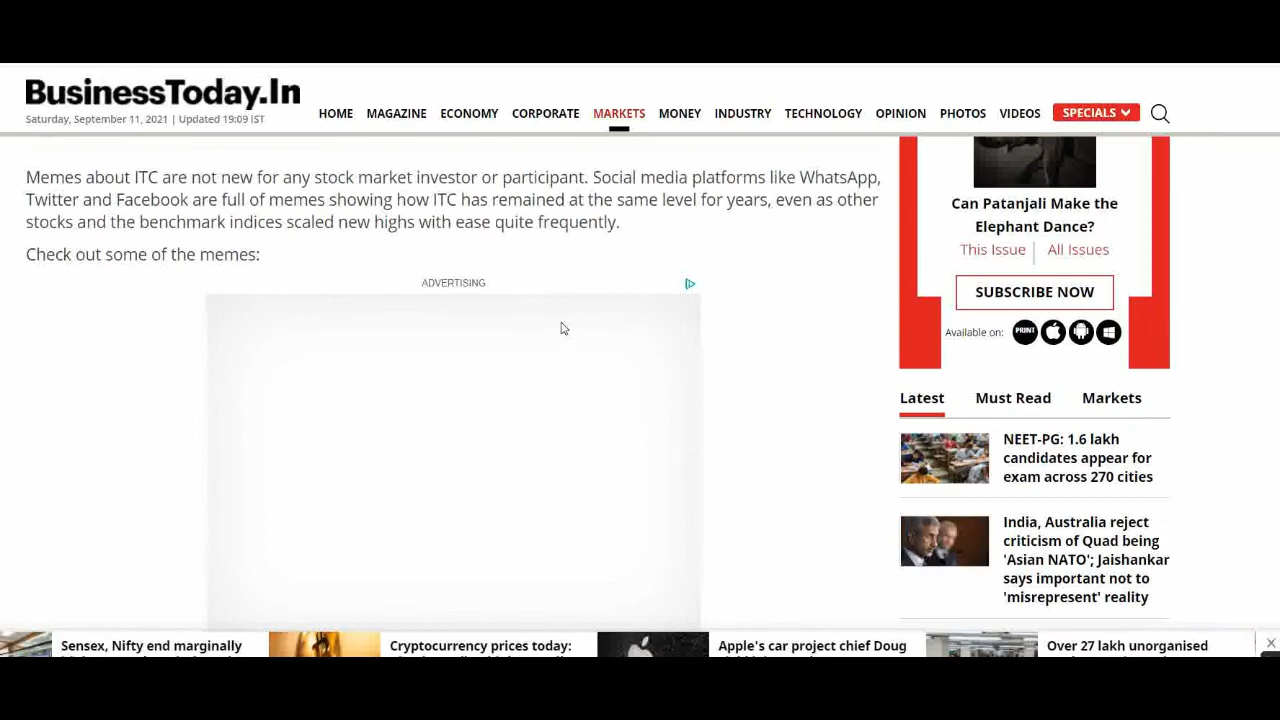 BusinessToday.In
Saturday, September 11, 2021 | Updated 19:09 IST
HOME MAGAZINE ECONOMY CORPORATE MARKETS MONEY INDUSTRY TECHNOLOGY OPINION PHOTOS VIDEOS SPECIALS
Memes about ITC are not new for any stock market investor or participant. Social media platforms like WhatsApp,
Twitter and Facebook are full of memes showing how ITC has remained at the same level for years, even as other
stocks and the benchmark indices scaled new highs with ease quite frequently.
Check out some of the memes:
ADVERTISING
Can Patanjali Make the
Elephant Dance?
This Issue | All Issues
SUBSCRIBE NOW
Available on: PRINT
Latest Must Read Markets
NEET-PG: 1.6 lakh
candidates appear for
exam across 270 cities
India, Australia reject
criticism of Quad being
'Asian NATO'; Jaishankar
says important not to
'misrepresent' reality
Sensex, Nifty end marginally
Cryptocurrency prices today:
Apple's car project chief Doug
Over 27 lakh unorganised